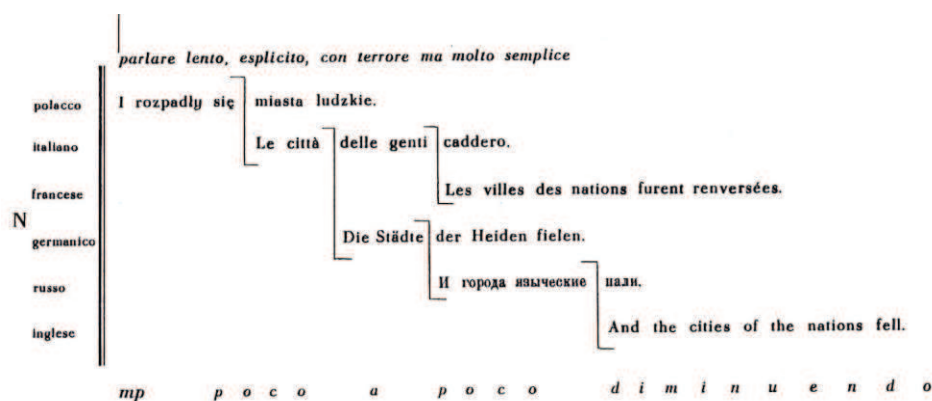 parlare lento, esplicito, con terrore ma molto semplice
polacco I rozpadly się miasta ludzkie.
italiano Le città delle genti caddero.
francese Les villes des nations furent renversées.
N
germanico Die Städte der Heiden fielen.
russo И города языческие пали.
inglese And the cities of the nations fell.
mp poco a poco diminuendo